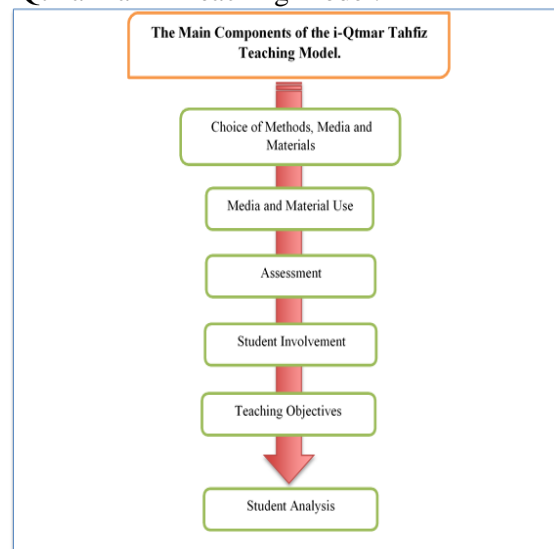 The Main Components of the i-Qtmar Tahfiz
Teaching Model.
Choice of Methods, Media and
Materials
Media and Material Use
Assessment
Student Involvement
Teaching Objectives
Student Analysis